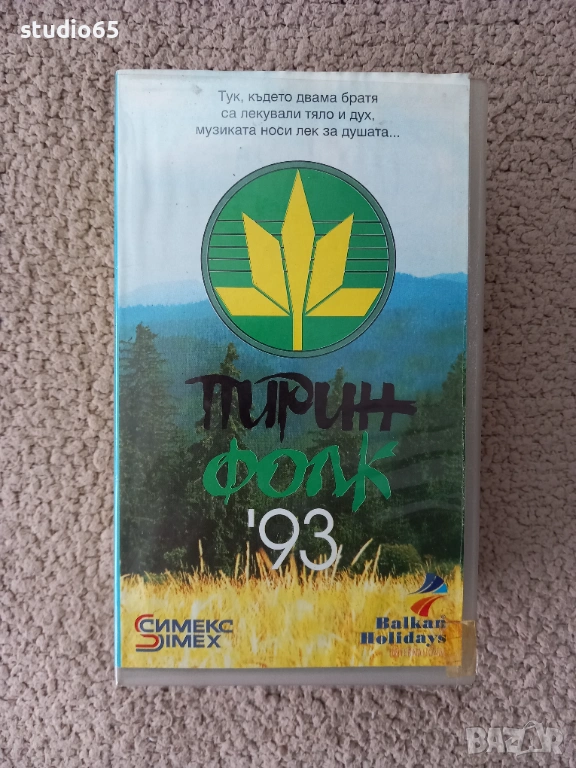 studio65
Тук, където двама братя
са лекували тяло и дух,
музиката носи лек за душата...
ПИРИН
ФОЛК
'93
СИМЕКС
SIMEX
Balkan
Holidays
BAZAR